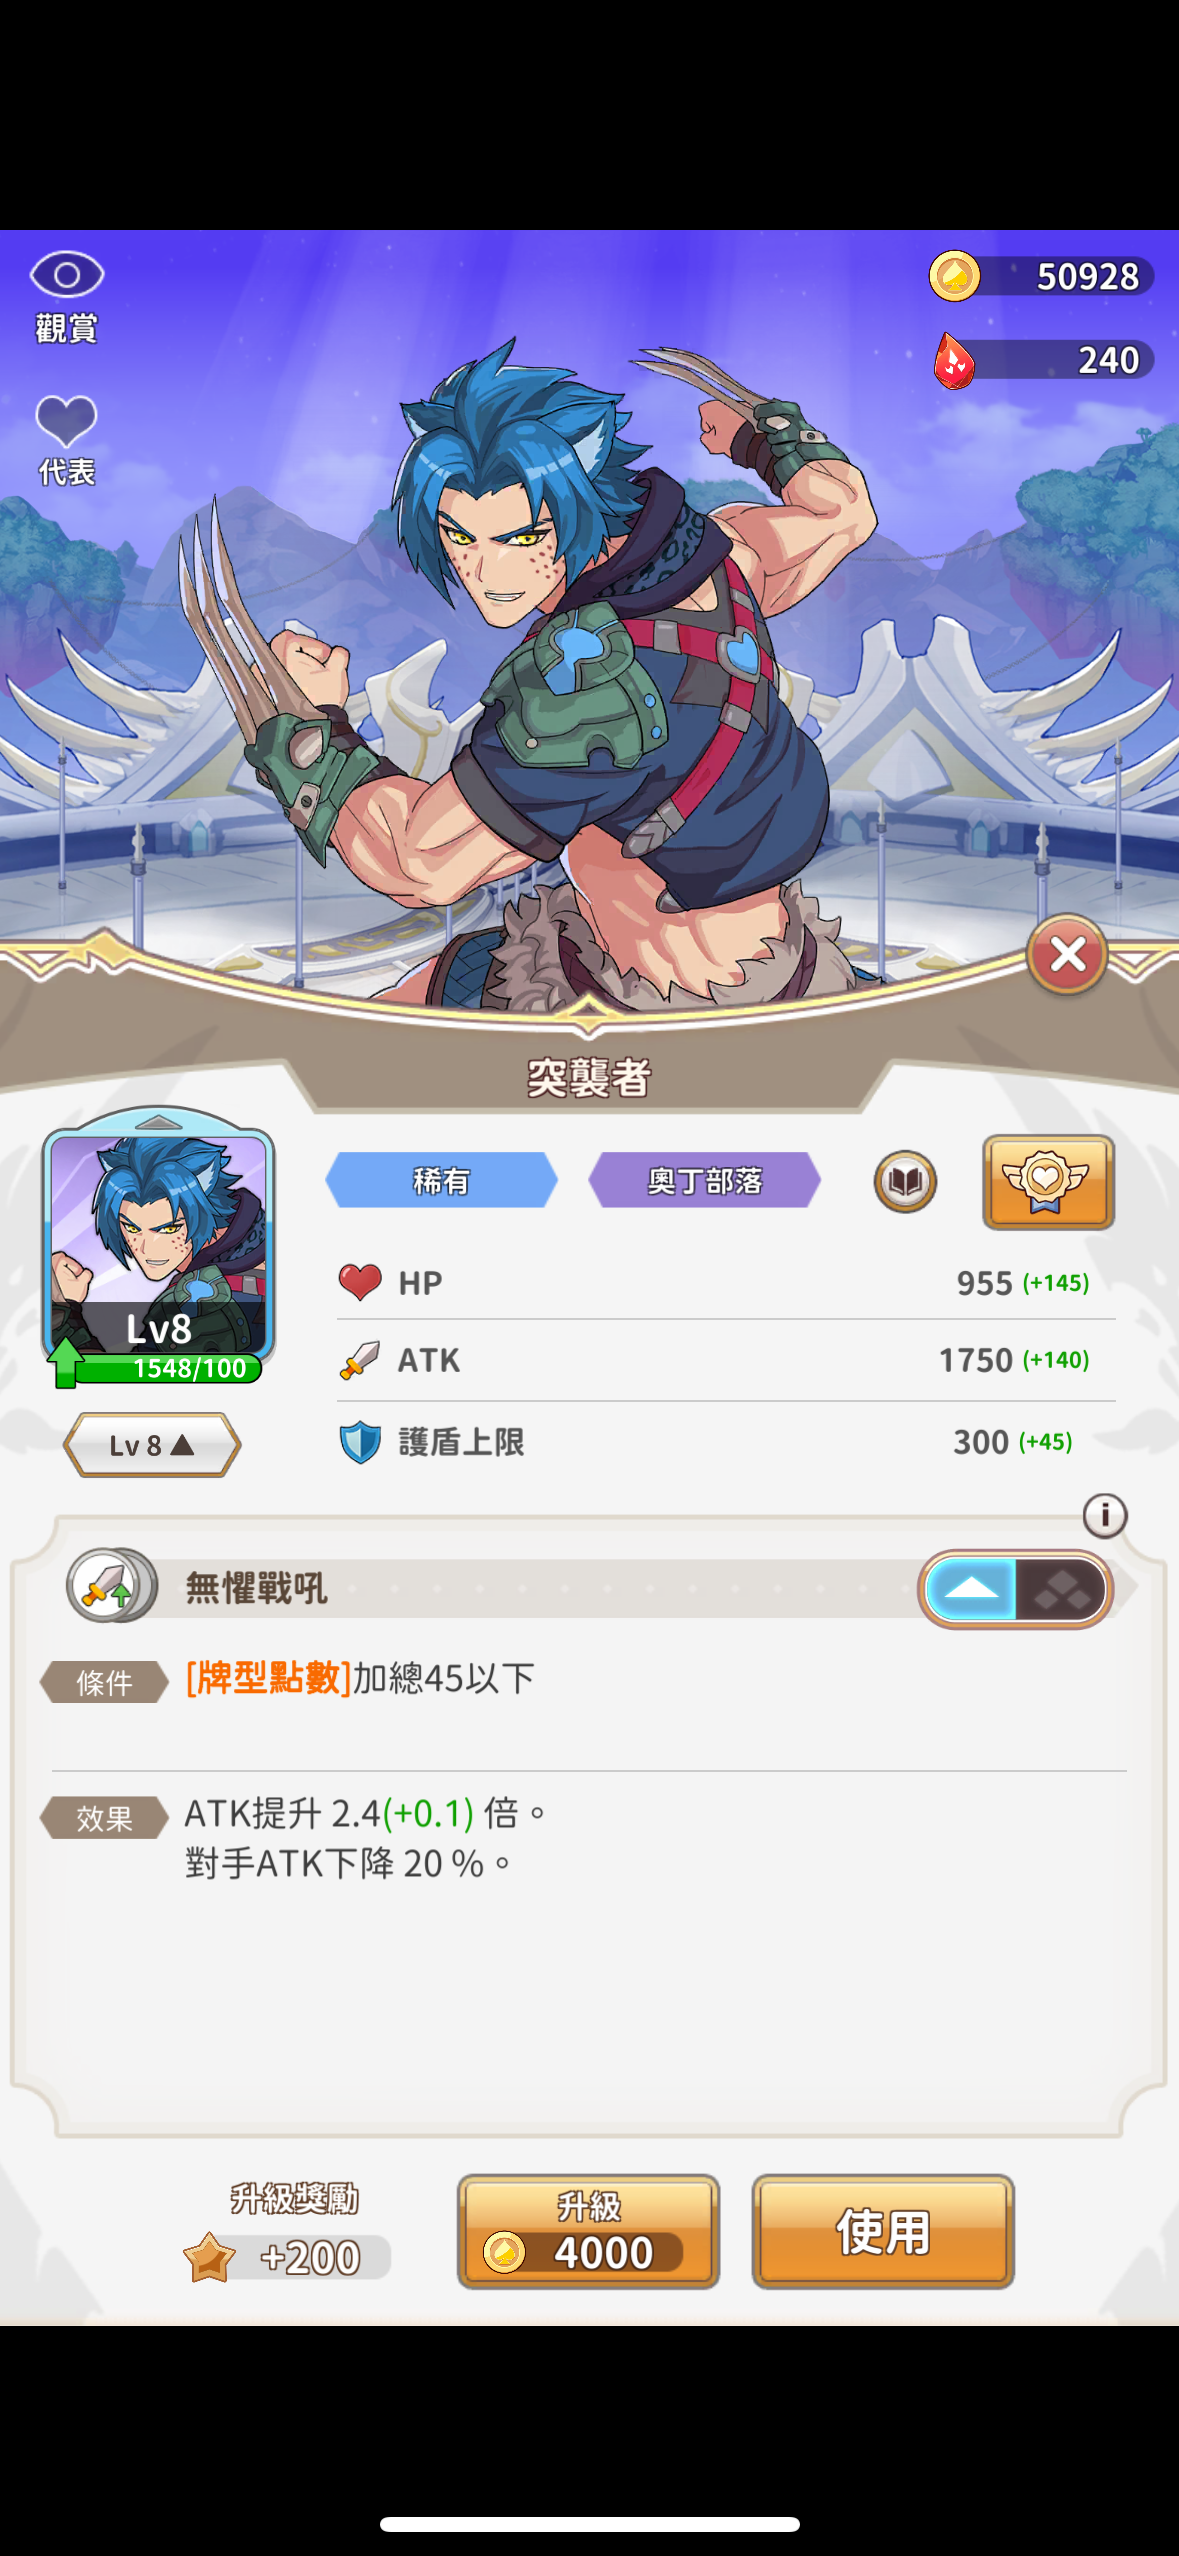 觀賞
50928
240
代表
突襲者
稀有
奧丁部落
Lv8
1548/100
Lv 8 ▲
HP
955 (+145)
ATK
1750 (+140)
護盾上限
300 (+45)
i
無懼戰吼
條件
[牌型點數]加總45以下
效果
ATK提升 2.4(+0.1) 倍。
對手ATK下降 20 %。
升級獎勵
+200
升級
4000
使用